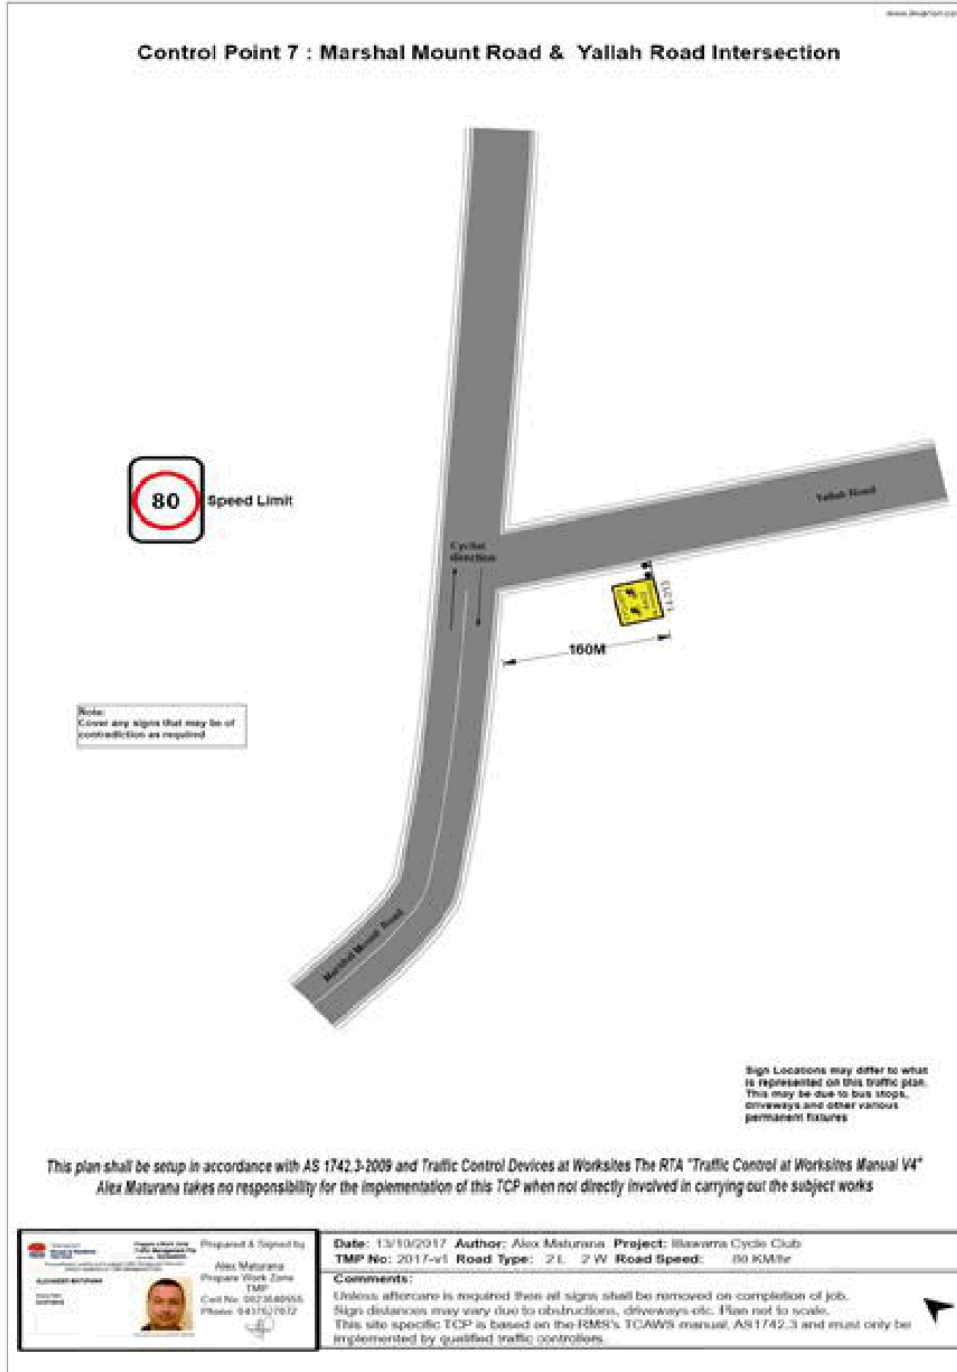 Control Point 7 : Marshal Mount Road & Yallah Road Intersection
80
Speed Limit
Yallah Road
Cyclist
direction
160M
Note:
Cover any signs that may be of
contradiction as required
Marshal Mount Road
Sign Locations may differ to what
is represented on this traffic plan.
This may be due to bus stops,
driveways and other various
permanent fixtures
This plan shall be setup in accordance with AS 1742.3-2009 and Traffic Control Devices at Worksites The RTA "Traffic Control at Worksites Manual V4"
Alex Maturana takes no responsibility for the implementation of this TCP when not directly involved in carrying out the subject works
Prepared & Signed by
Alex Maturana
Prepare Work Zone
TMP
Date: 13/10/2017 Author: Alex Maturana Project: Illawarra Cycle Club
TMP No: 2017-v1 Road Type: 2 L 2 W Road Speed: 80 KM/hr
Comments:
Unless aftercare is required then all signs shall be removed on completion of job.
Sign distances may vary due to obstructions, driveways etc. Plan not to scale.
This site specific TCP is based on the RMS's TCAWS manual, AS1742.3 and must only be
implemented by qualified traffic controllers.